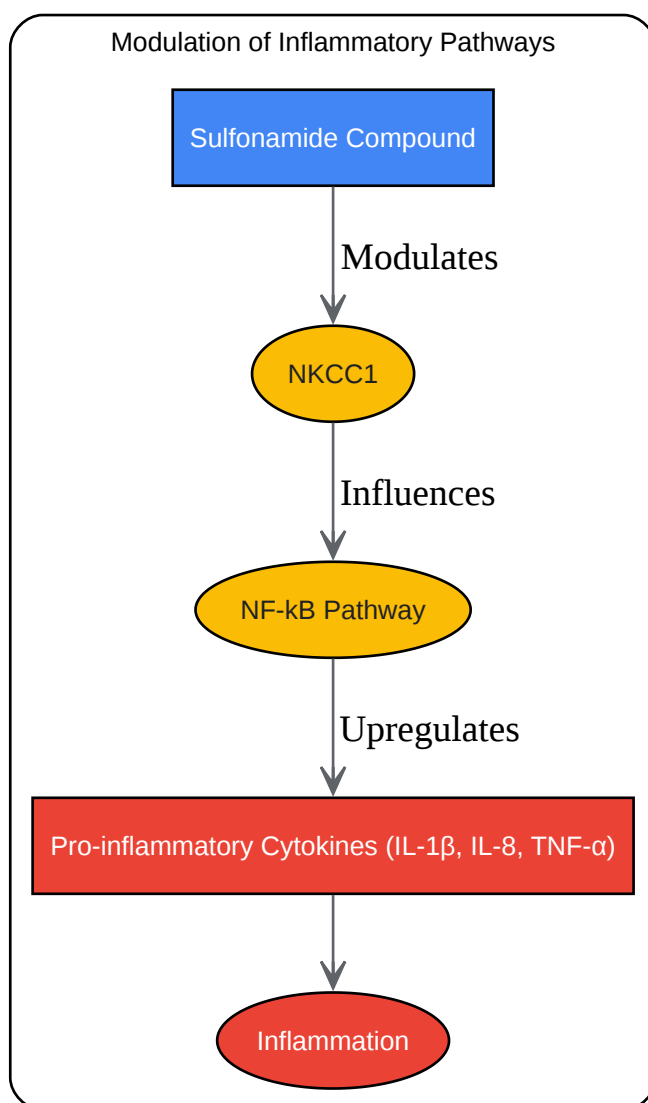 Modulation of Inflammatory Pathways
Sulfonamide Compound
Modulates
NKCC1
Influences
NF-kB Pathway
Upregulates
Pro-inflammatory Cytokines (IL-1β, IL-8, TNF-α)
Inflammation